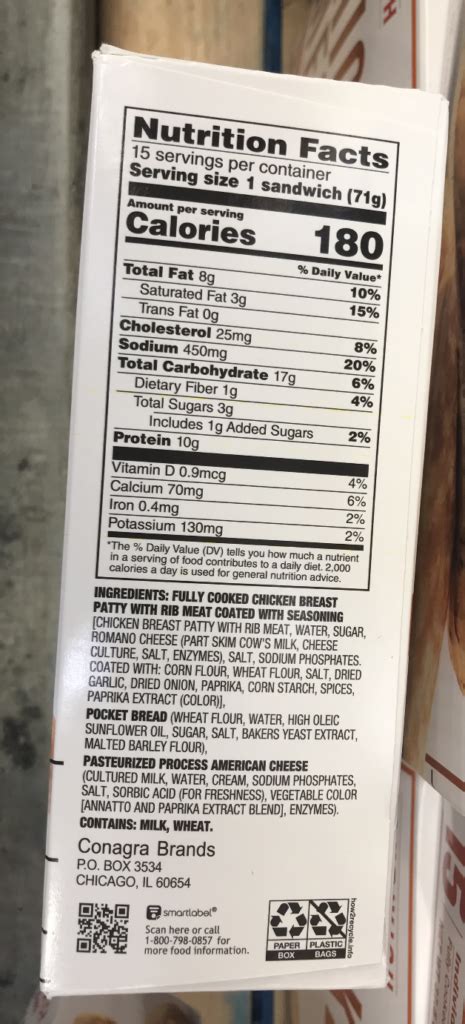 Nutrition Facts
15 servings per container
Serving size 1 sandwich (71g)
Amount per serving
Calories 180
% Daily Value*
Total Fat 8g 10%
Saturated Fat 3g 15%
Trans Fat 0g
Cholesterol 25mg 8%
Sodium 450mg 20%
Total Carbohydrate 17g 6%
Dietary Fiber 1g 4%
Total Sugars 3g
Includes 1g Added Sugars 2%
Protein 10g
Vitamin D 0.9mcg 4%
Calcium 70mg 6%
Iron 0.4mg 2%
Potassium 130mg 2%
*The % Daily Value (DV) tells you how much a nutrient
in a serving of food contributes to a daily diet. 2,000
calories a day is used for general nutrition advice.
INGREDIENTS: FULLY COOKED CHICKEN BREAST
PATTY WITH RIB MEAT COATED WITH SEASONING
[CHICKEN BREAST PATTY WITH RIB MEAT, WATER, SUGAR,
ROMANO CHEESE (PART SKIM COW'S MILK, CHEESE
CULTURE, SALT, ENZYMES), SALT, SODIUM PHOSPHATES.
COATED WITH: CORN FLOUR, WHEAT FLOUR, SALT, DRIED
GARLIC, DRIED ONION, PAPRIKA, CORN STARCH, SPICES,
PAPRIKA EXTRACT (COLOR)],
POCKET BREAD (WHEAT FLOUR, WATER, HIGH OLEIC
SUNFLOWER OIL, SUGAR, SALT, BAKERS YEAST EXTRACT,
MALTED BARLEY FLOUR),
PASTEURIZED PROCESS AMERICAN CHEESE
(CULTURED MILK, WATER, CREAM, SODIUM PHOSPHATES,
SALT, SORBIC ACID (FOR FRESHNESS), VEGETABLE COLOR
[ANNATTO AND PAPRIKA EXTRACT BLEND], ENZYMES).
CONTAINS: MILK, WHEAT.
Conagra Brands
P.O. BOX 3534
CHICAGO, IL 60654
smartlabel®
Scan here or call
1-800-798-0857 for
more food information.
PAPER PLASTIC
BOX BAGS
how2recycle.info
15